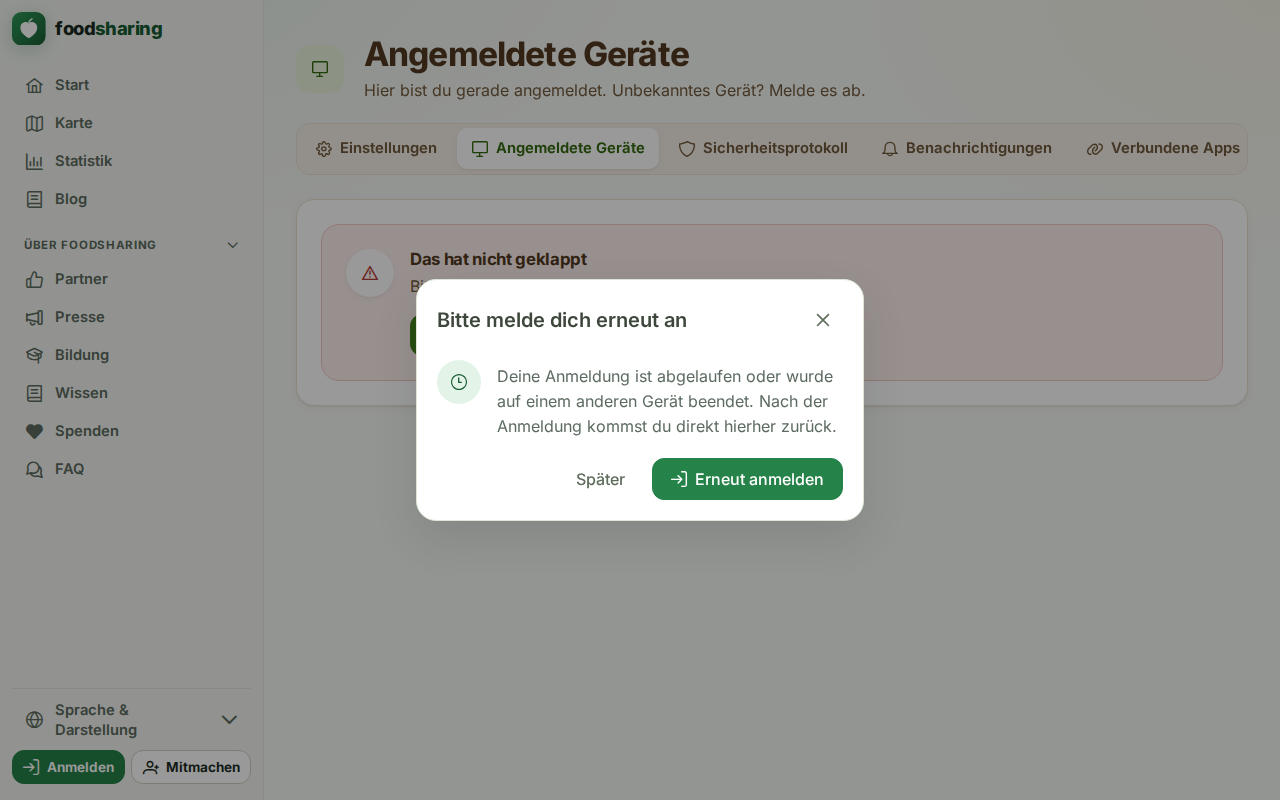 foodsharing
Start
Karte
Statistik
Blog
ÜBER FOODSHARING
Partner
Presse
Bildung
Wissen
Spenden
FAQ
Sprache &
Darstellung
Anmelden
Mitmachen
Angemeldete Geräte
Hier bist du gerade angemeldet. Unbekanntes Gerät? Melde es ab.
Einstellungen
Angemeldete Geräte
Sicherheitsprotokoll
Benachrichtigungen
Verbundene Apps
Das hat nicht geklappt
Bitte melde dich erneut an
Deine Anmeldung ist abgelaufen oder wurde
auf einem anderen Gerät beendet. Nach der
Anmeldung kommst du direkt hierher zurück.
Später
Erneut anmelden